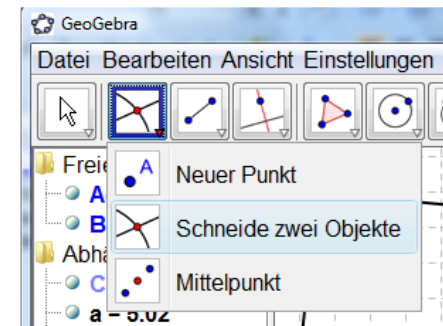 GeoGebra
Datei Bearbeiten Ansicht Einstellungen
Freie
A
A
Neuer Punkt
B
Schneide zwei Objekte
Abhä
C
Mittelpunkt
a = 5.02